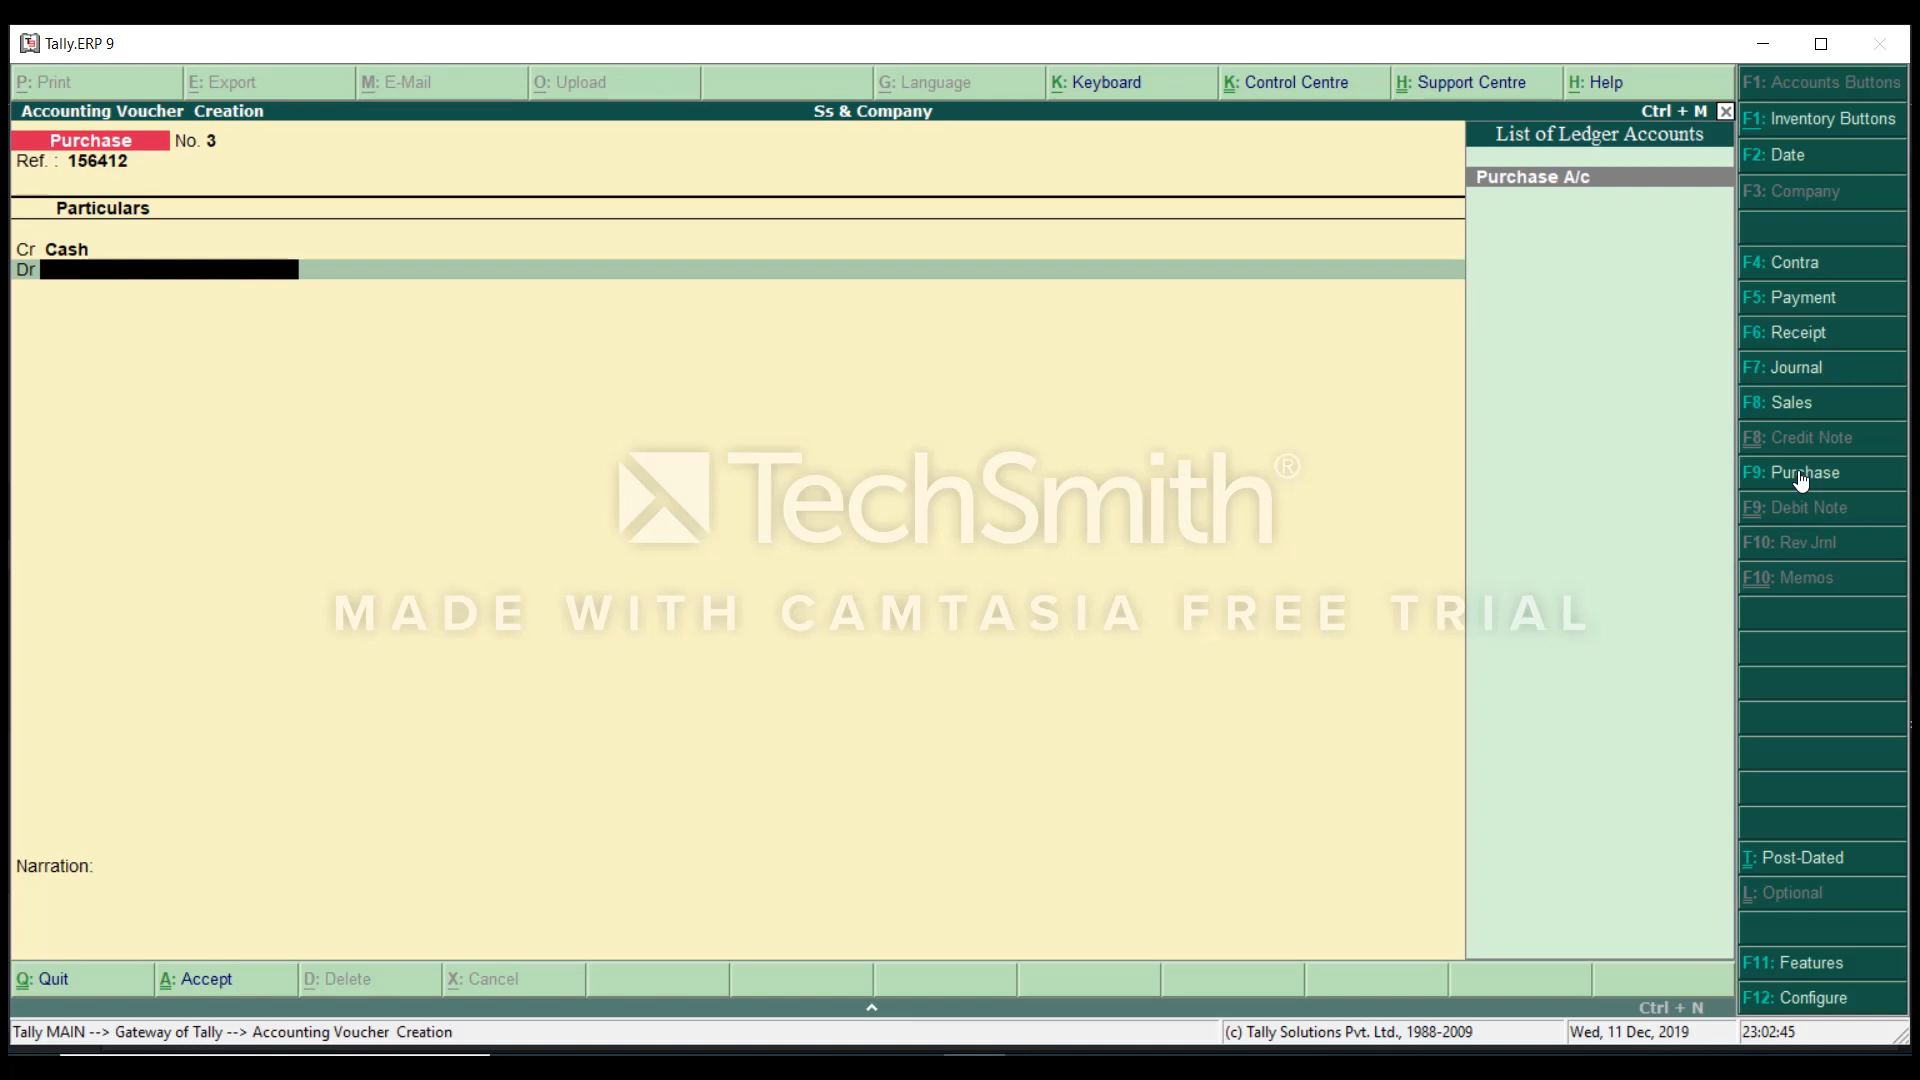 Tally.ERP 9
P: Print E: Export M: E-Mail O: Upload G: Language K: Keyboard K: Control Centre H: Support Centre H: Help
Accounting Voucher Creation Ss & Company Ctrl + M
Purchase No. 3
Ref. : 156412
Particulars
Cr Cash
Dr
Narration:
List of Ledger Accounts
Purchase A/c
F1: Accounts Buttons
F1: Inventory Buttons
F2: Date
F3: Company
F4: Contra
F5: Payment
F6: Receipt
F7: Journal
F8: Sales
F8: Credit Note
F9: Purchase
F9: Debit Note
F10: Rev Jrnl
F10: Memos
T: Post-Dated
L: Optional
F11: Features
F12: Configure
TechSmith®
MADE WITH CAMTASIA FREE TRIAL
Q: Quit A: Accept D: Delete X: Cancel
Ctrl + N
Tally MAIN --> Gateway of Tally --> Accounting Voucher Creation (c) Tally Solutions Pvt. Ltd., 1988-2009 Wed, 11 Dec, 2019 23:02:45